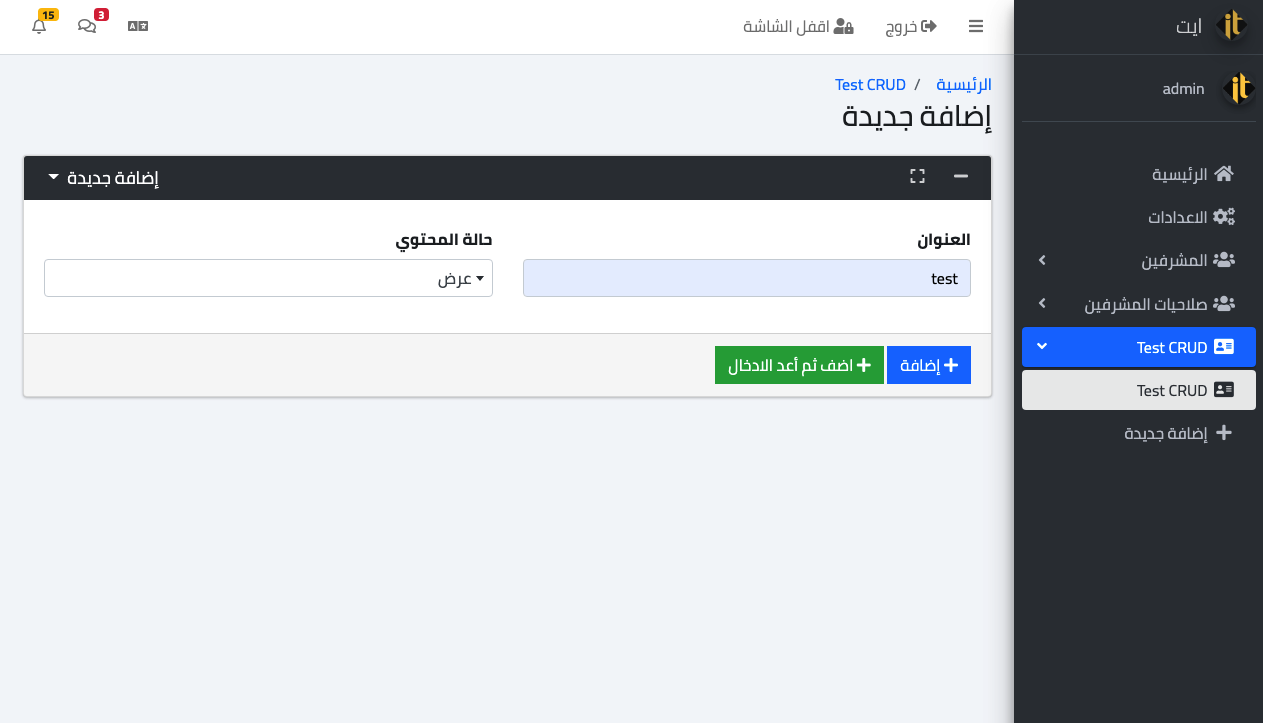 ايت
admin
الرئيسية
الاعدادات
المشرفين
صلاحيات المشرفين
Test CRUD
Test CRUD
إضافة جديدة
خروج
اقفل الشاشة
3
15
الرئيسية / Test CRUD
إضافة جديدة
إضافة جديدة
العنوان
test
حالة المحتوي
عرض
إضافة
اضف ثم أعد الادخال